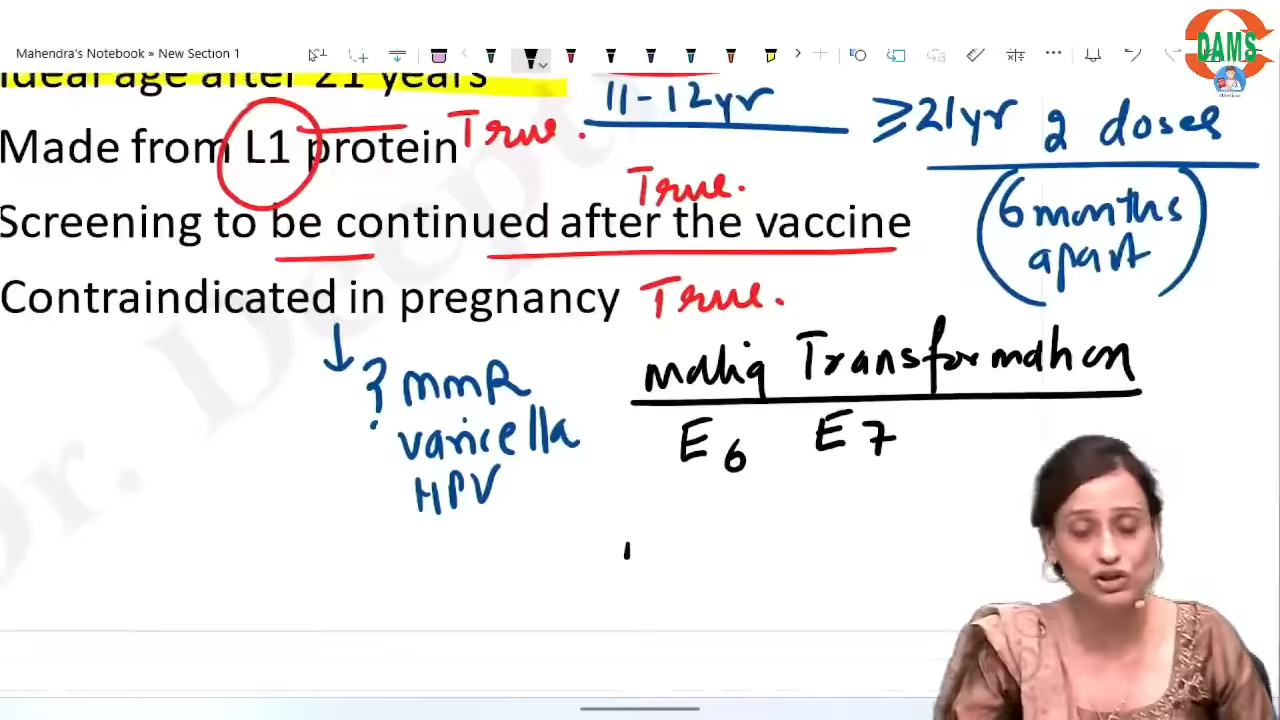 Mahendra's Notebook » New Section 1
DAMS
Ideal age after 21 years
11-12yr
≥21yr 2 doses
Made from L1 protein True.
(6 months
apart)
True.
Screening to be continued after the vaccine
Contraindicated in pregnancy True.
↓
? MMR
varicella
HPV
Malig Transformation
E6 E7
Dr. Deept